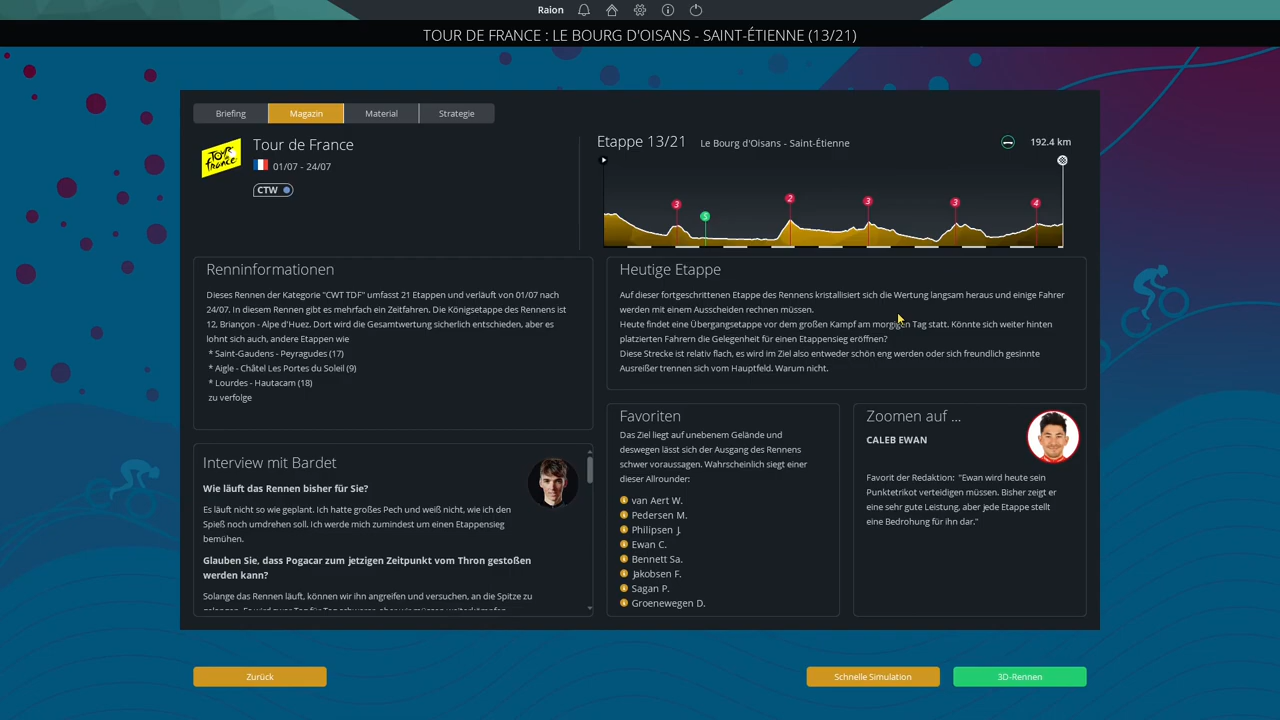 Raion
TOUR DE FRANCE : LE BOURG D'OISANS - SAINT-ÉTIENNE (13/21)
Briefing
Magazin
Material
Strategie
TOUR DE FRANCE
Tour de France
01/07 - 24/07
CTW
Etappe 13/21
Le Bourg d'Oisans - Saint-Étienne
192.4 km
3
S
2
3
3
4
Renninformationen
Dieses Rennen der Kategorie "CWT TDF" umfasst 21 Etappen und verläuft von 01/07 nach
24/07. In diesem Rennen gibt es mehrfach ein Zeitfahren. Die Königsetappe des Rennens ist
12, Briançon - Alpe d'Huez. Dort wird die Gesamtwertung sicherlich entschieden, aber es
lohnt sich auch, andere Etappen wie
* Saint-Gaudens - Peyragudes (17)
* Aigle - Châtel Les Portes du Soleil (9)
* Lourdes - Hautacam (18)
zu verfolge
Heutige Etappe
Auf dieser fortgeschrittenen Etappe des Rennens kristallisiert sich die Wertung langsam heraus und einige Fahrer
werden mit einem Ausscheiden rechnen müssen.
Heute findet eine Übergangsetappe vor dem großen Kampf am morgigen Tag statt. Könnte sich weiter hinten
platzierten Fahrern die Gelegenheit für einen Etappensieg eröffnen?
Diese Strecke ist relativ flach, es wird im Ziel also entweder schön eng werden oder sich freundlich gesinnte
Ausreißer trennen sich vom Hauptfeld. Warum nicht.
Interview mit Bardet
Wie läuft das Rennen bisher für Sie?
Es läuft nicht so wie geplant. Ich hatte großes Pech und weiß nicht, wie ich den
Spieß noch umdrehen soll. Ich werde mich zumindest um einen Etappensieg
bemühen.
Glauben Sie, dass Pogacar zum jetzigen Zeitpunkt vom Thron gestoßen
werden kann?
Solange das Rennen läuft, können wir ihn angreifen und versuchen, an die Spitze zu
Favoriten
Das Ziel liegt auf unebenem Gelände und
deswegen lässt sich der Ausgang des Rennens
schwer voraussagen. Wahrscheinlich siegt einer
dieser Allrounder:
van Aert W.
Pedersen M.
Philipsen J.
Ewan C.
Bennett Sa.
Jakobsen F.
Sagan P.
Groenewegen D.
Zoomen auf ...
CALEB EWAN
Favorit der Redaktion: "Ewan wird heute sein
Punktetrikot verteidigen müssen. Bisher zeigt er
eine sehr gute Leistung, aber jede Etappe stellt
eine Bedrohung für ihn dar."
Zurück
Schnelle Simulation
3D-Rennen